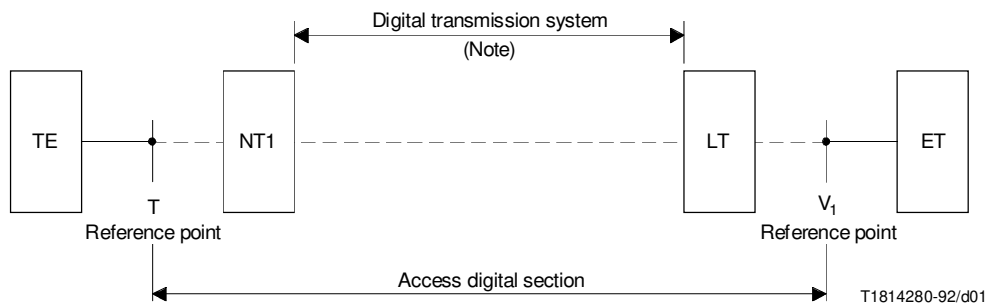 Digital transmission system
(Note)
TE
NT1
LT
ET
T
Reference point
V1
Reference point
Access digital section
T1814280-92/d01